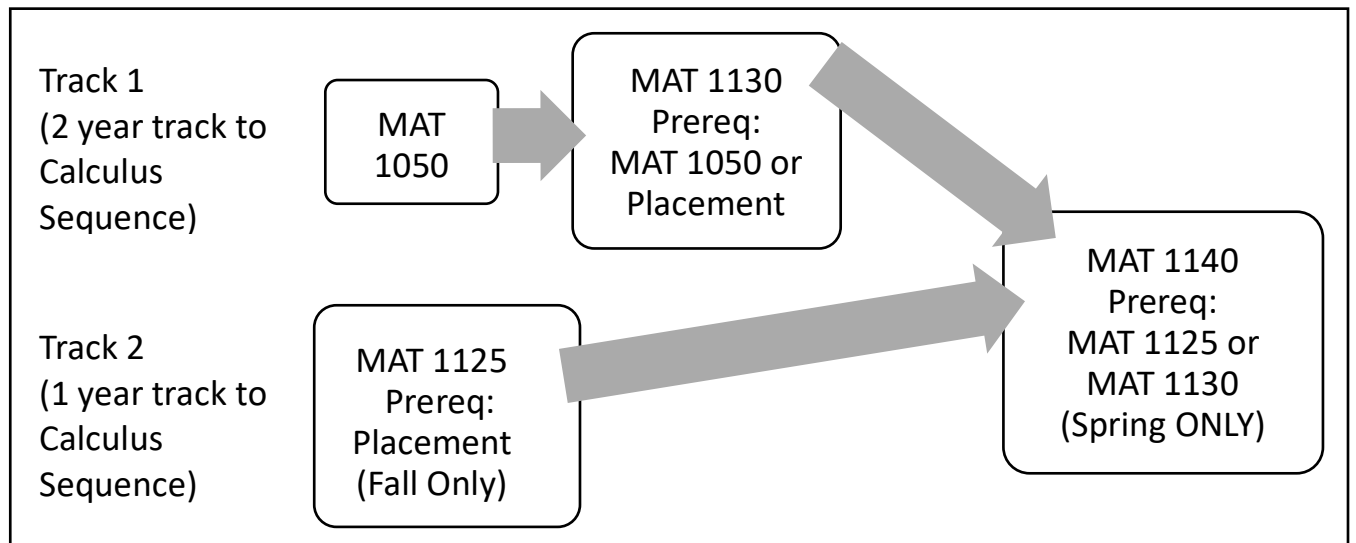 Track 1
(2 year track to
Calculus
Sequence)
MAT
1050
MAT 1130
Prereq:
MAT 1050 or
Placement
Track 2
(1 year track to
Calculus
Sequence)
MAT 1125
Prereq:
Placement
(Fall Only)
MAT 1140
Prereq:
MAT 1125 or
MAT 1130
(Spring ONLY)